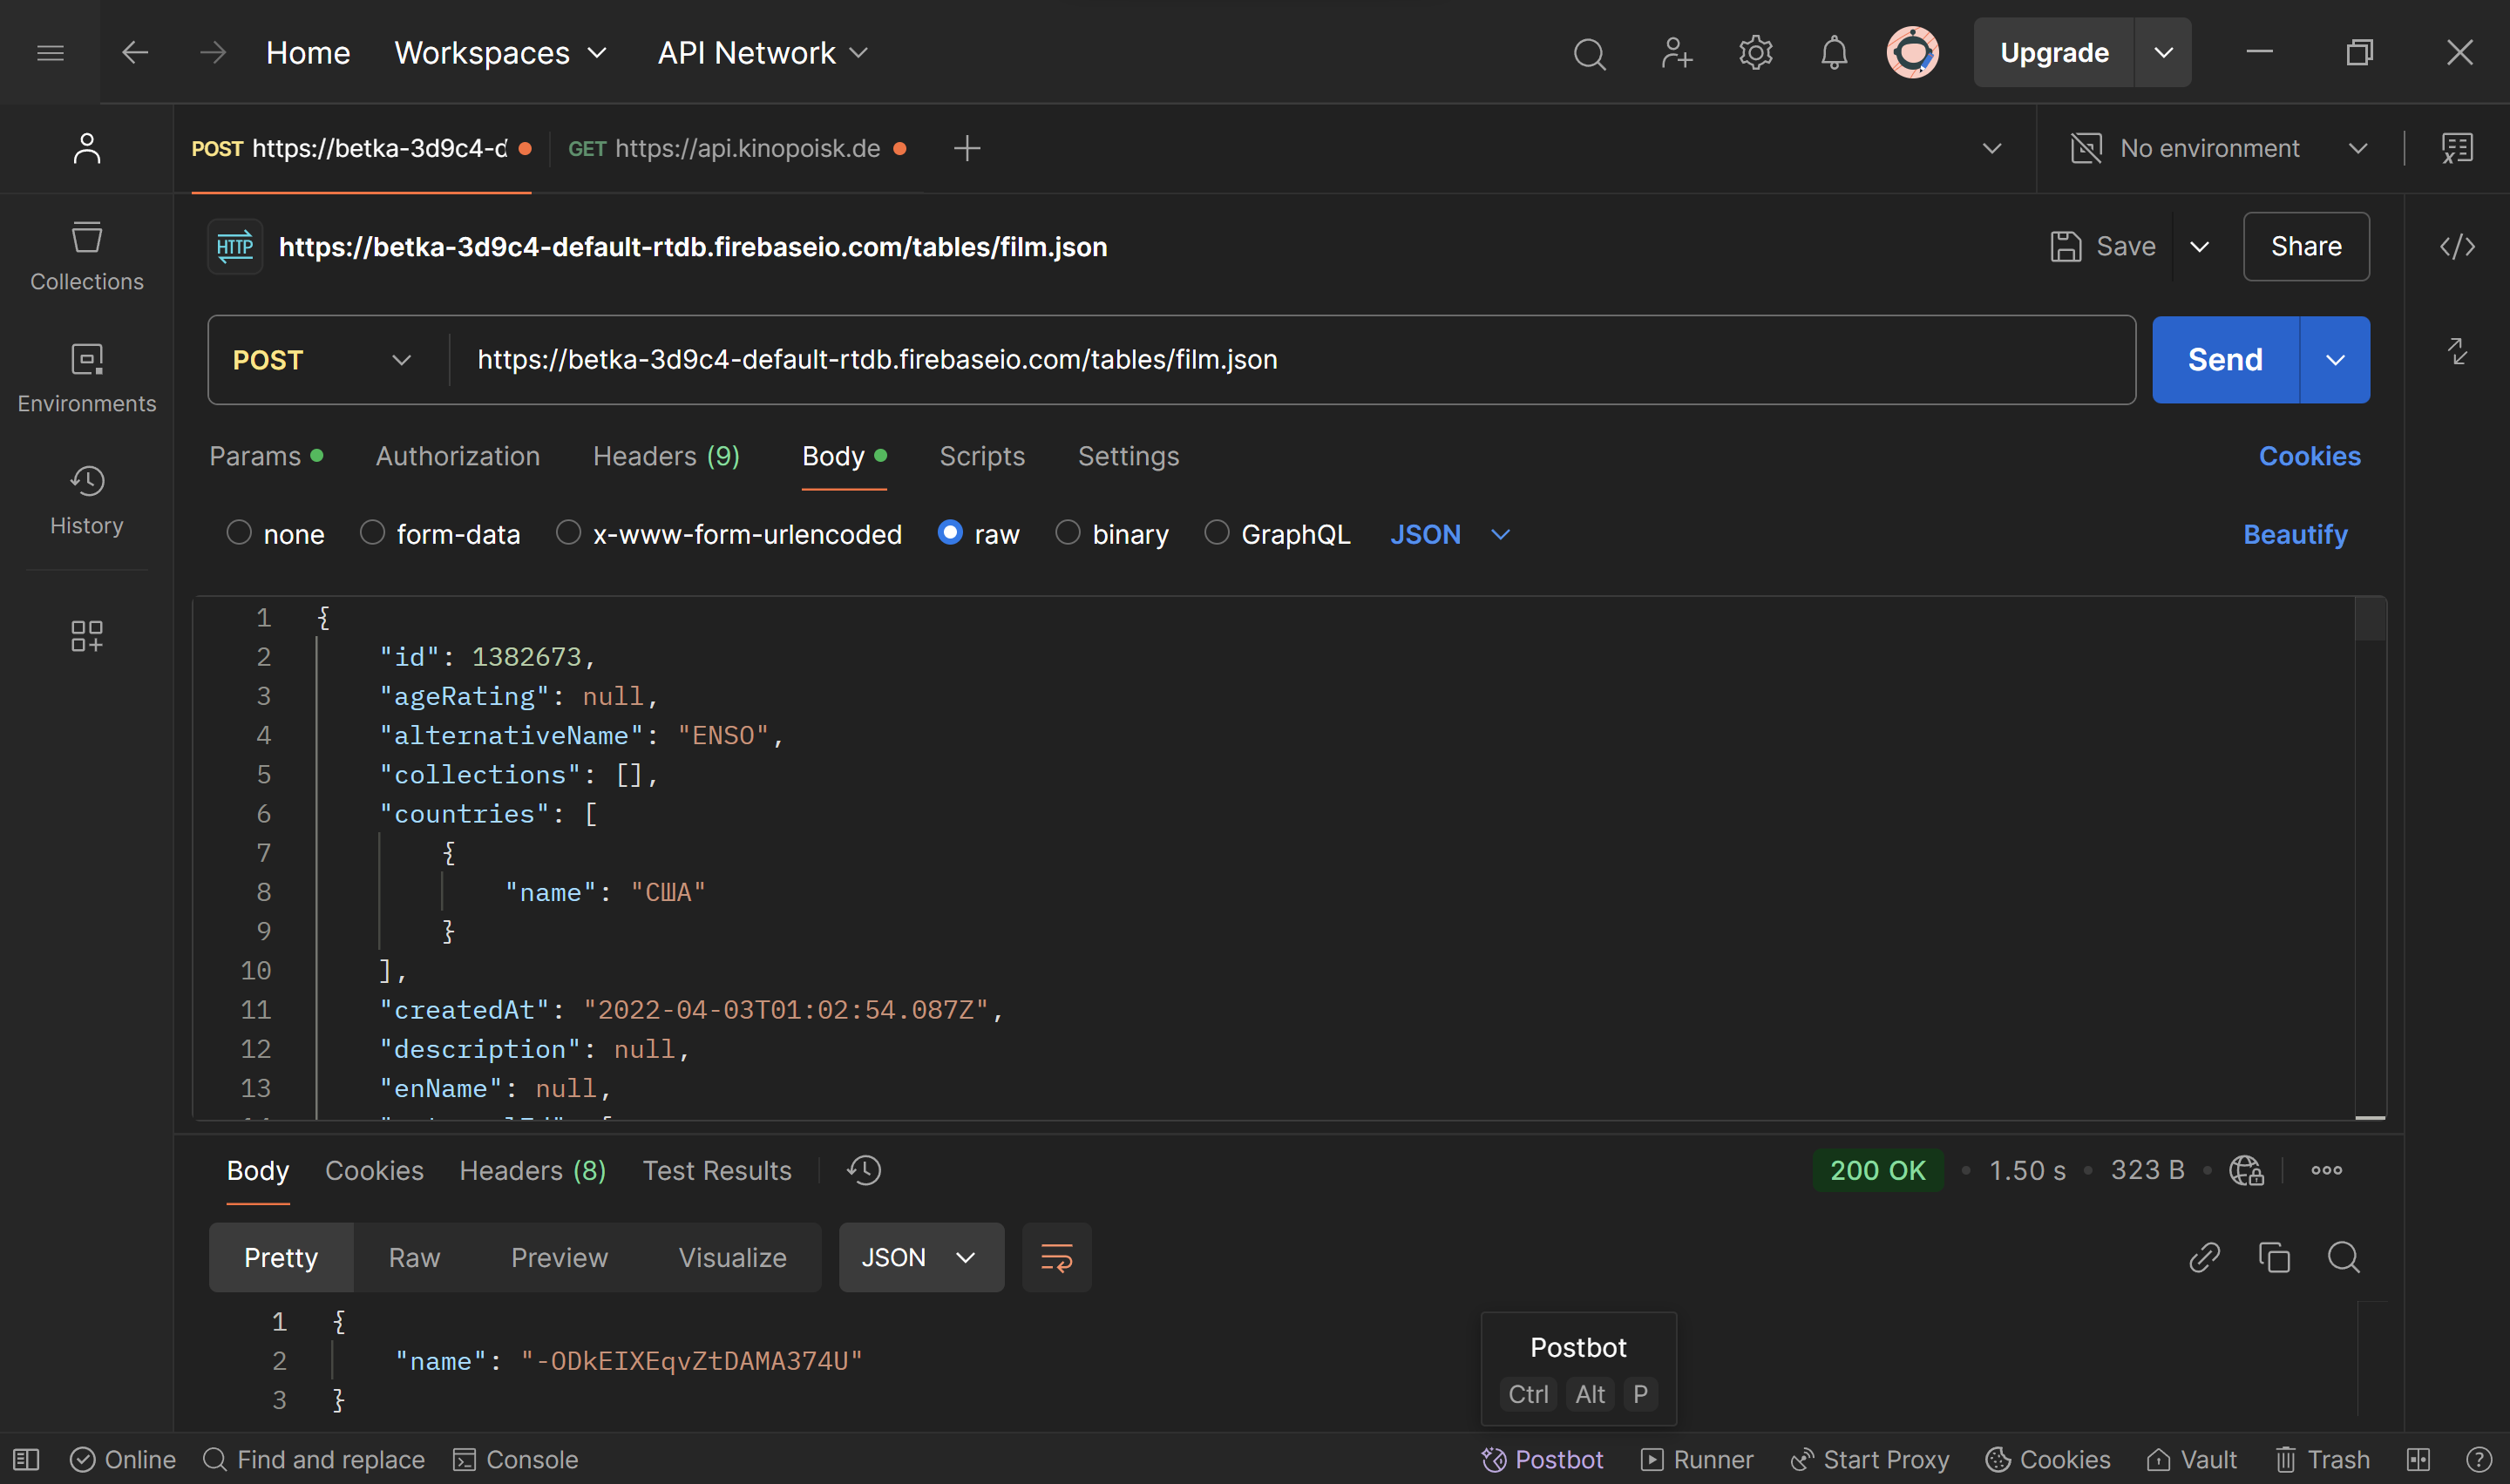 Home Workspaces API Network Upgrade
POST https://betka-3d9c4-d GET https://api.kinopoisk.de No environment
HTTP https://betka-3d9c4-default-rtdb.firebaseio.com/tables/film.json Save Share
POST https://betka-3d9c4-default-rtdb.firebaseio.com/tables/film.json Send
Collections
Environments
History
Params Authorization Headers (9) Body Scripts Settings Cookies
none form-data x-www-form-urlencoded raw binary GraphQL JSON Beautify
1 {
2 "id": 1382673,
3 "ageRating": null,
4 "alternativeName": "ENSO",
5 "collections": [],
6 "countries": [
7 {
8 "name": "США"
9 }
10 ],
11 "createdAt": "2022-04-03T01:02:54.087Z",
12 "description": null,
13 "enName": null,
Body Cookies Headers (8) Test Results 200 OK 1.50 s 323 B
Pretty Raw Preview Visualize JSON
1 {
2 "name": "-ODkEIXEqvZtDAMA374U"
3 }
Postbot
Ctrl Alt P
Online Find and replace Console Postbot Runner Start Proxy Cookies Vault Trash